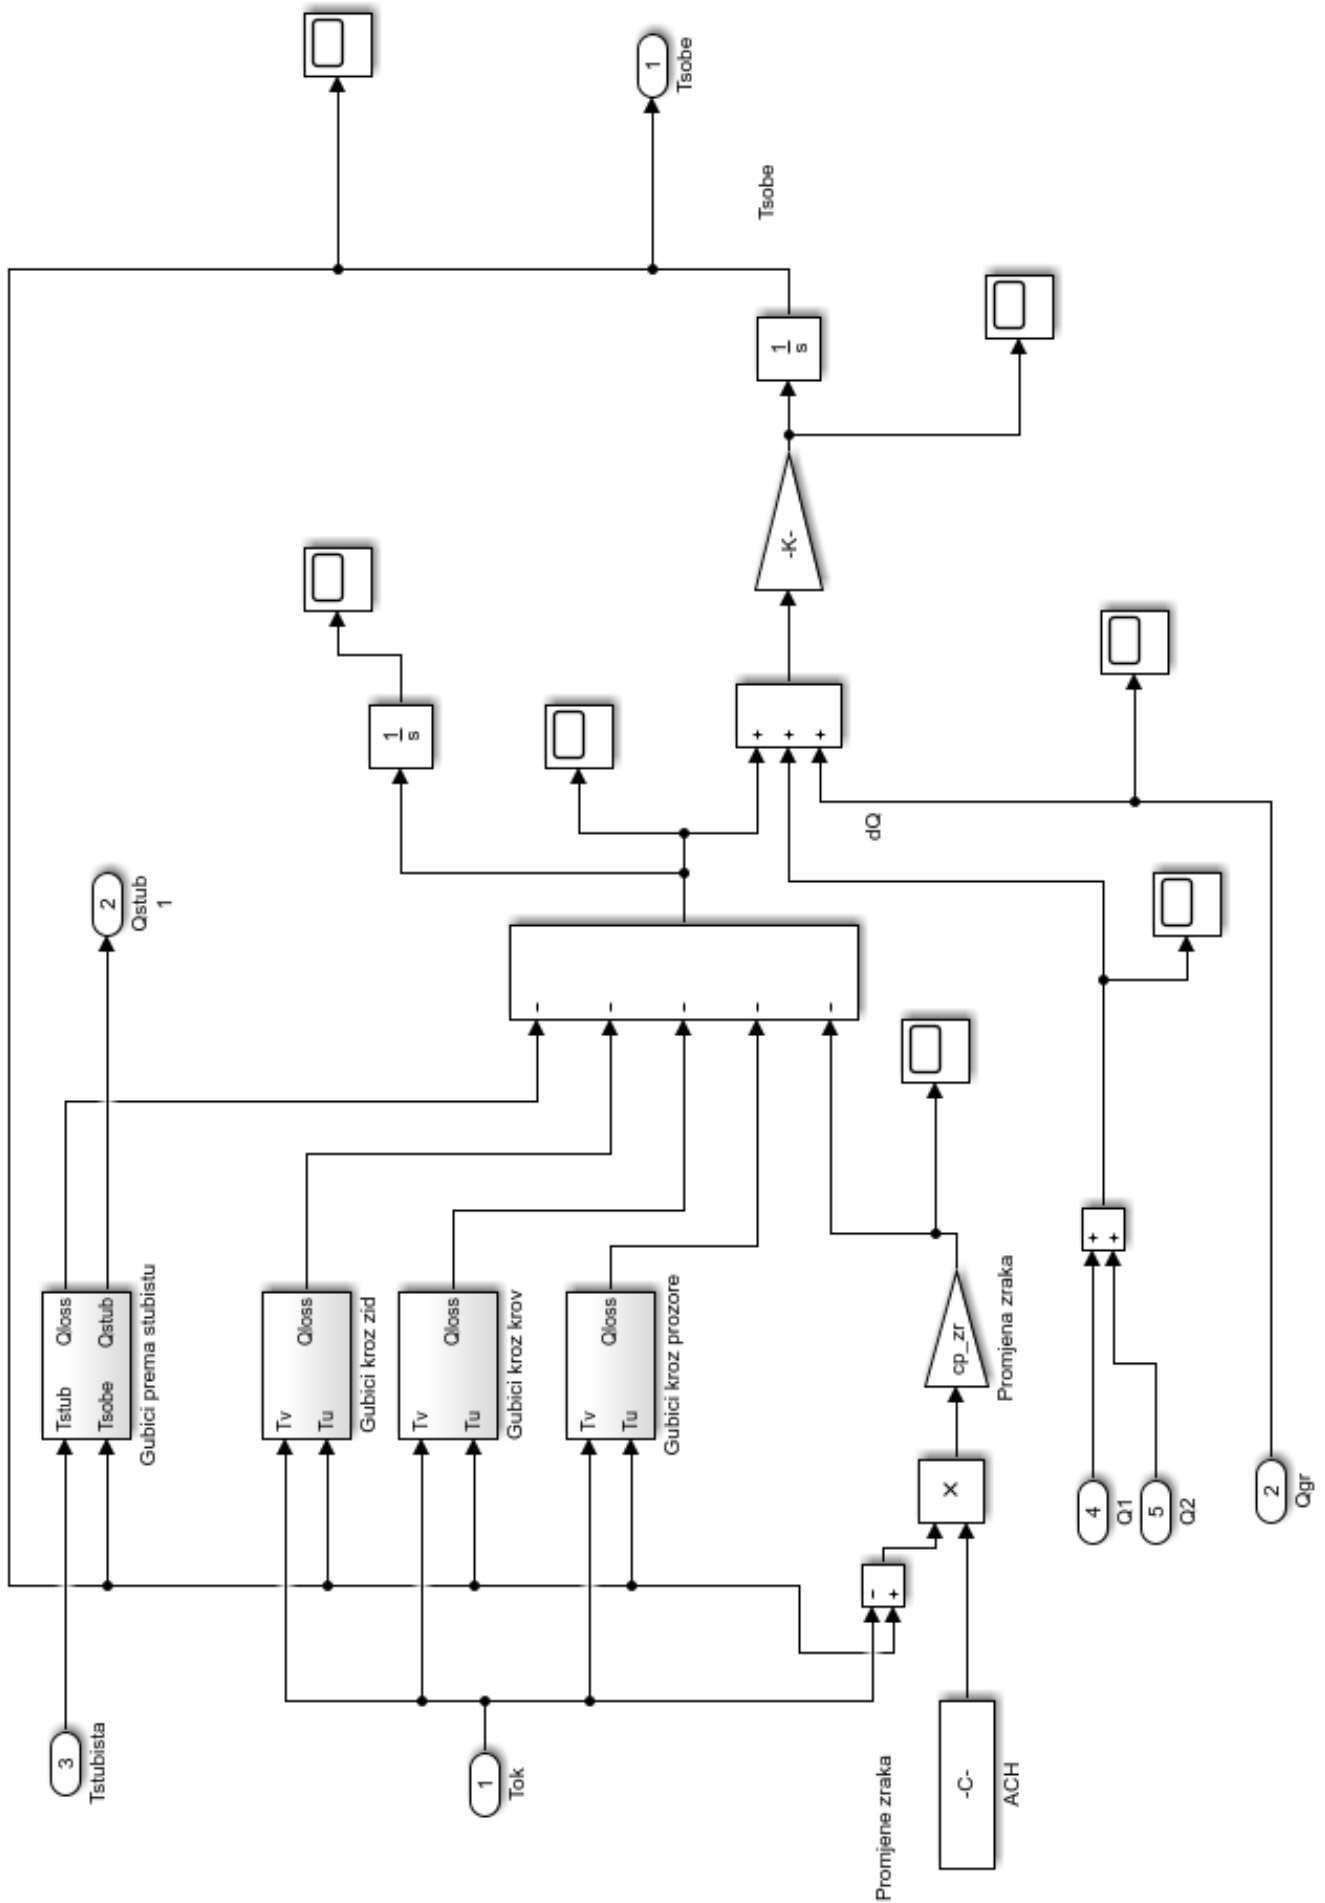 3
Tstubista
1
Tok
Promjene zraka
-C-
ACH
Tstub
Qloss
Tsobe
Qstub
Gubici prema stubistu
2
Qstub
1
Tv
Qloss
Tu
Gubici kroz zid
Tv
Qloss
Tu
Gubici kroz krov
Tv
Qloss
Tu
Gubici kroz prozore
-
+
×
cp_zr
Promjena zraka
4
Q1
5
Q2
2
Qgr
+
+
-
-
-
-
-
1
s
+
+
+
dQ
-K-
1
s
Tsobe
1
Tsobe